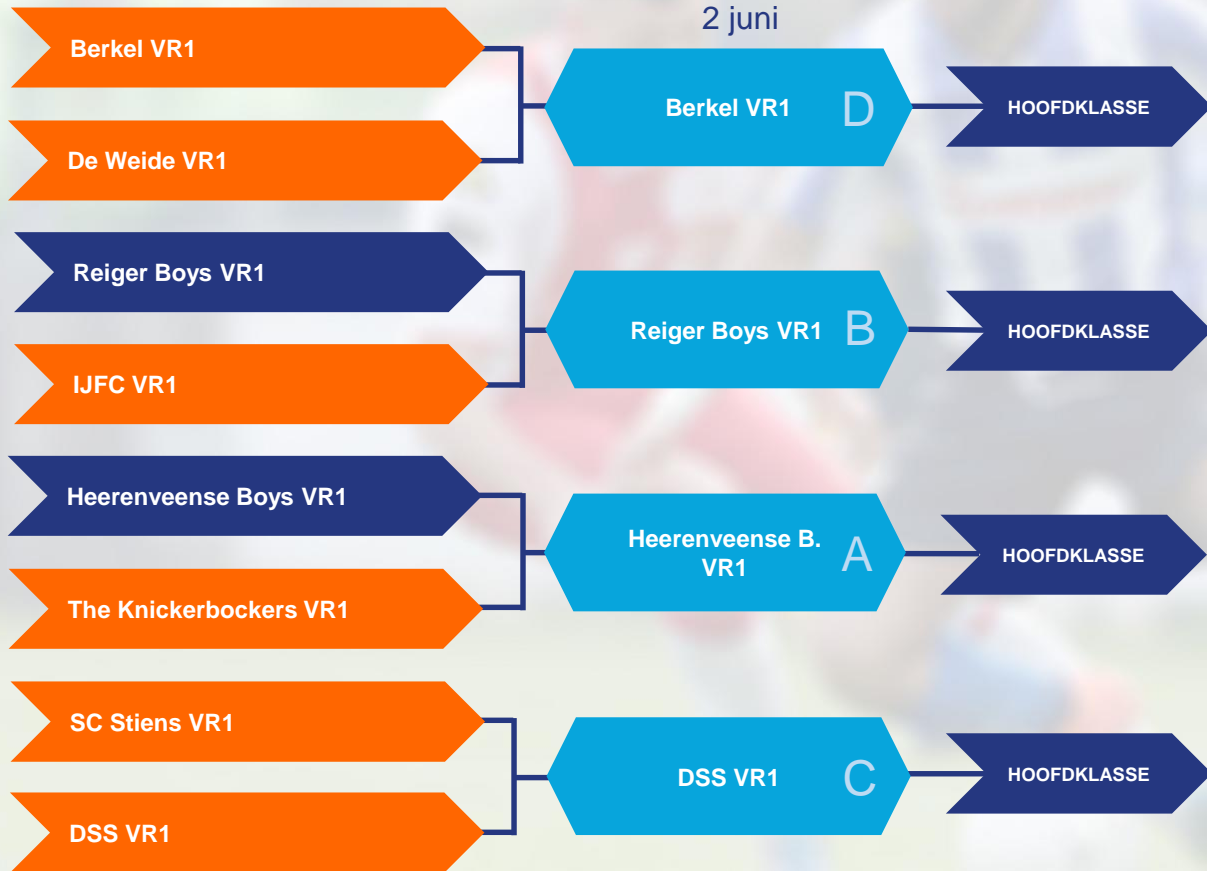 2 juni
Berkel VR1
De Weide VR1
Berkel VR1 D
HOOFDKLASSE
Reiger Boys VR1
IJFC VR1
Reiger Boys VR1 B
HOOFDKLASSE
Heerenveense Boys VR1
The Knickerbockers VR1
Heerenveense B.
VR1 A
HOOFDKLASSE
SC Stiens VR1
DSS VR1
DSS VR1 C
HOOFDKLASSE